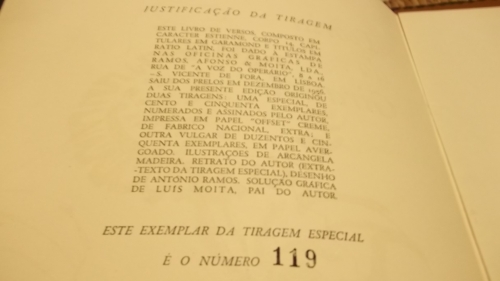 JUSTIFICAÇÃO DA TIRAGEM
ESTE LIVRO DE VERSOS, COMPOSTO EM
CARACTER ESTIENNE, CORPO 14, CAPI-
TULARES EM GARAMOND E TITULOS EM
RATIO LATIN, FOI DADO À ESTAMPA
NAS OFICINAS GRAFICAS DE
RAMOS, AFONSO & MOITA, LDA.,
RUA DE "A VOZ DO OPERARIO", 8 a 16
—S. VICENTE DE FORA, EM LISBOA.
SAIU DOS PRELOS EM DEZEMBRO DE 1956.
A SUA PRESENTE EDIÇÃO ORIGINOU
DUAS TIRAGENS: UMA ESPECIAL, DE
CENTO E CINQUENTA EXEMPLARES,
NUMERADOS E ASSINADOS PELO AUTOR,
IMPRESSA EM PAPEL "OFFSET" CREME,
DE FABRICO NACIONAL, EXTRA; E
OUTRA VULGAR DE DUZENTOS E CIN-
QUENTA EXEMPLARES, EM PAPEL AVER-
GOADO. ILUSTRAÇÕES DE ARCANGELA
MADEIRA. RETRATO DO AUTOR (EXTRA-
-TEXTO DA TIRAGEM ESPECIAL), DESENHO
DE ANTÓNIO RAMOS. SOLUÇÃO GRAFICA
DE LUIS MOITA, PAI DO AUTOR.
ESTE EXEMPLAR DA TIRAGEM ESPECIAL
É O NÚMERO 119